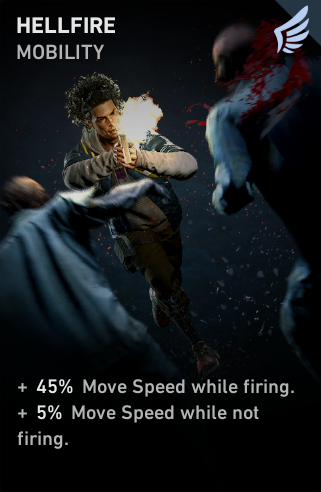 HELLFIRE
MOBILITY
+ 45% Move Speed while firing.
+ 5% Move Speed while not
firing.